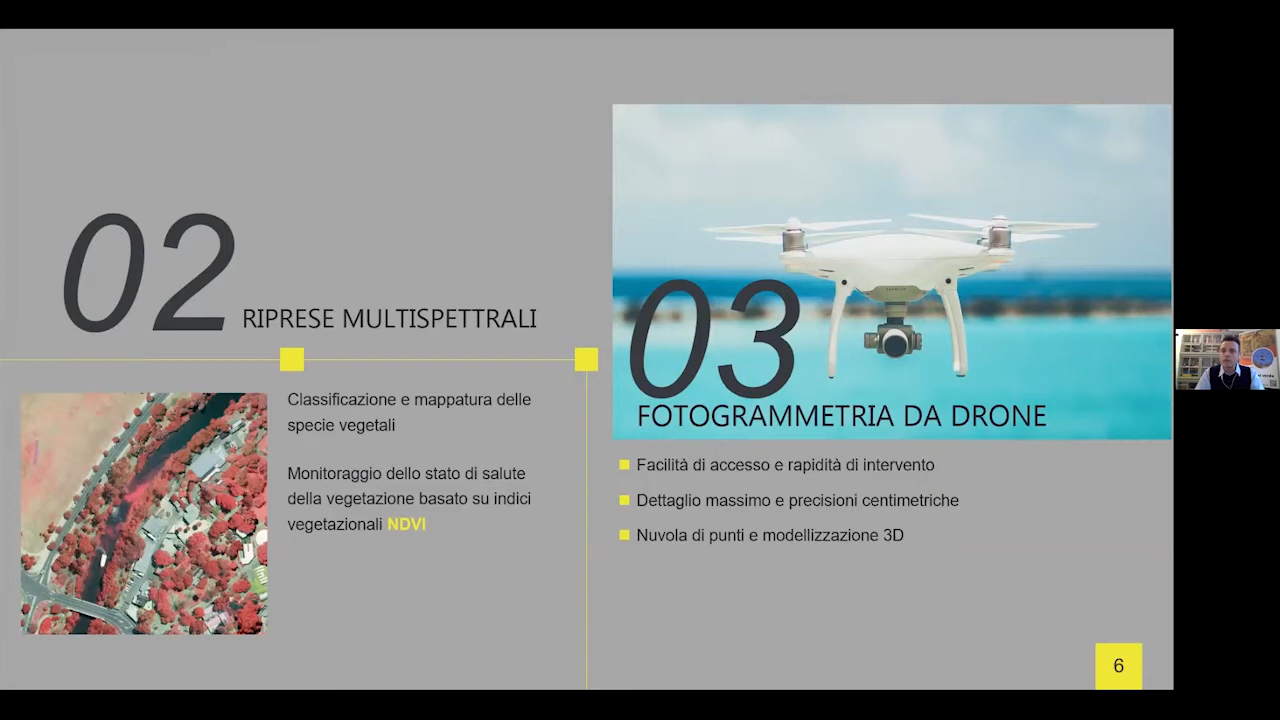 02
RIPRESE MULTISPETTRALI
Classificazione e mappatura delle
specie vegetali
Monitoraggio dello stato di salute
della vegetazione basato su indici
vegetazionali NDVI
03
FOTOGRAMMETRIA DA DRONE
Facilità di accesso e rapidità di intervento
Dettaglio massimo e precisioni centimetriche
Nuvola di punti e modellizzazione 3D
6